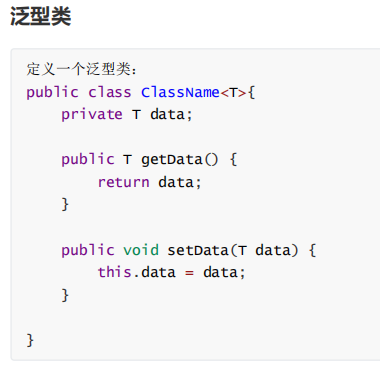 泛型类
定义一个泛型类：
public class ClassName<T>{
    private T data;

    public T getData() {
        return data;
    }

    public void setData(T data) {
        this.data = data;
    }

}